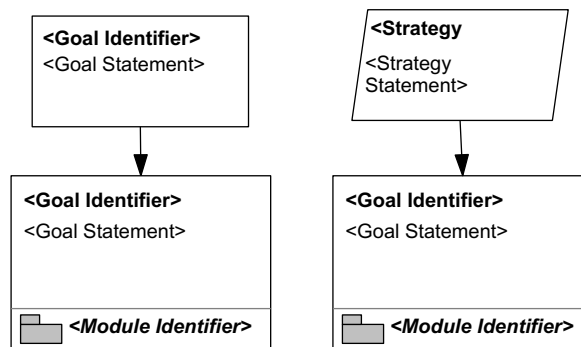 <Goal Identifier>
<Goal Statement>
<Strategy
<Strategy
Statement>
<Goal Identifier>
<Goal Statement>
<Module Identifier>
<Goal Identifier>
<Goal Statement>
<Module Identifier>